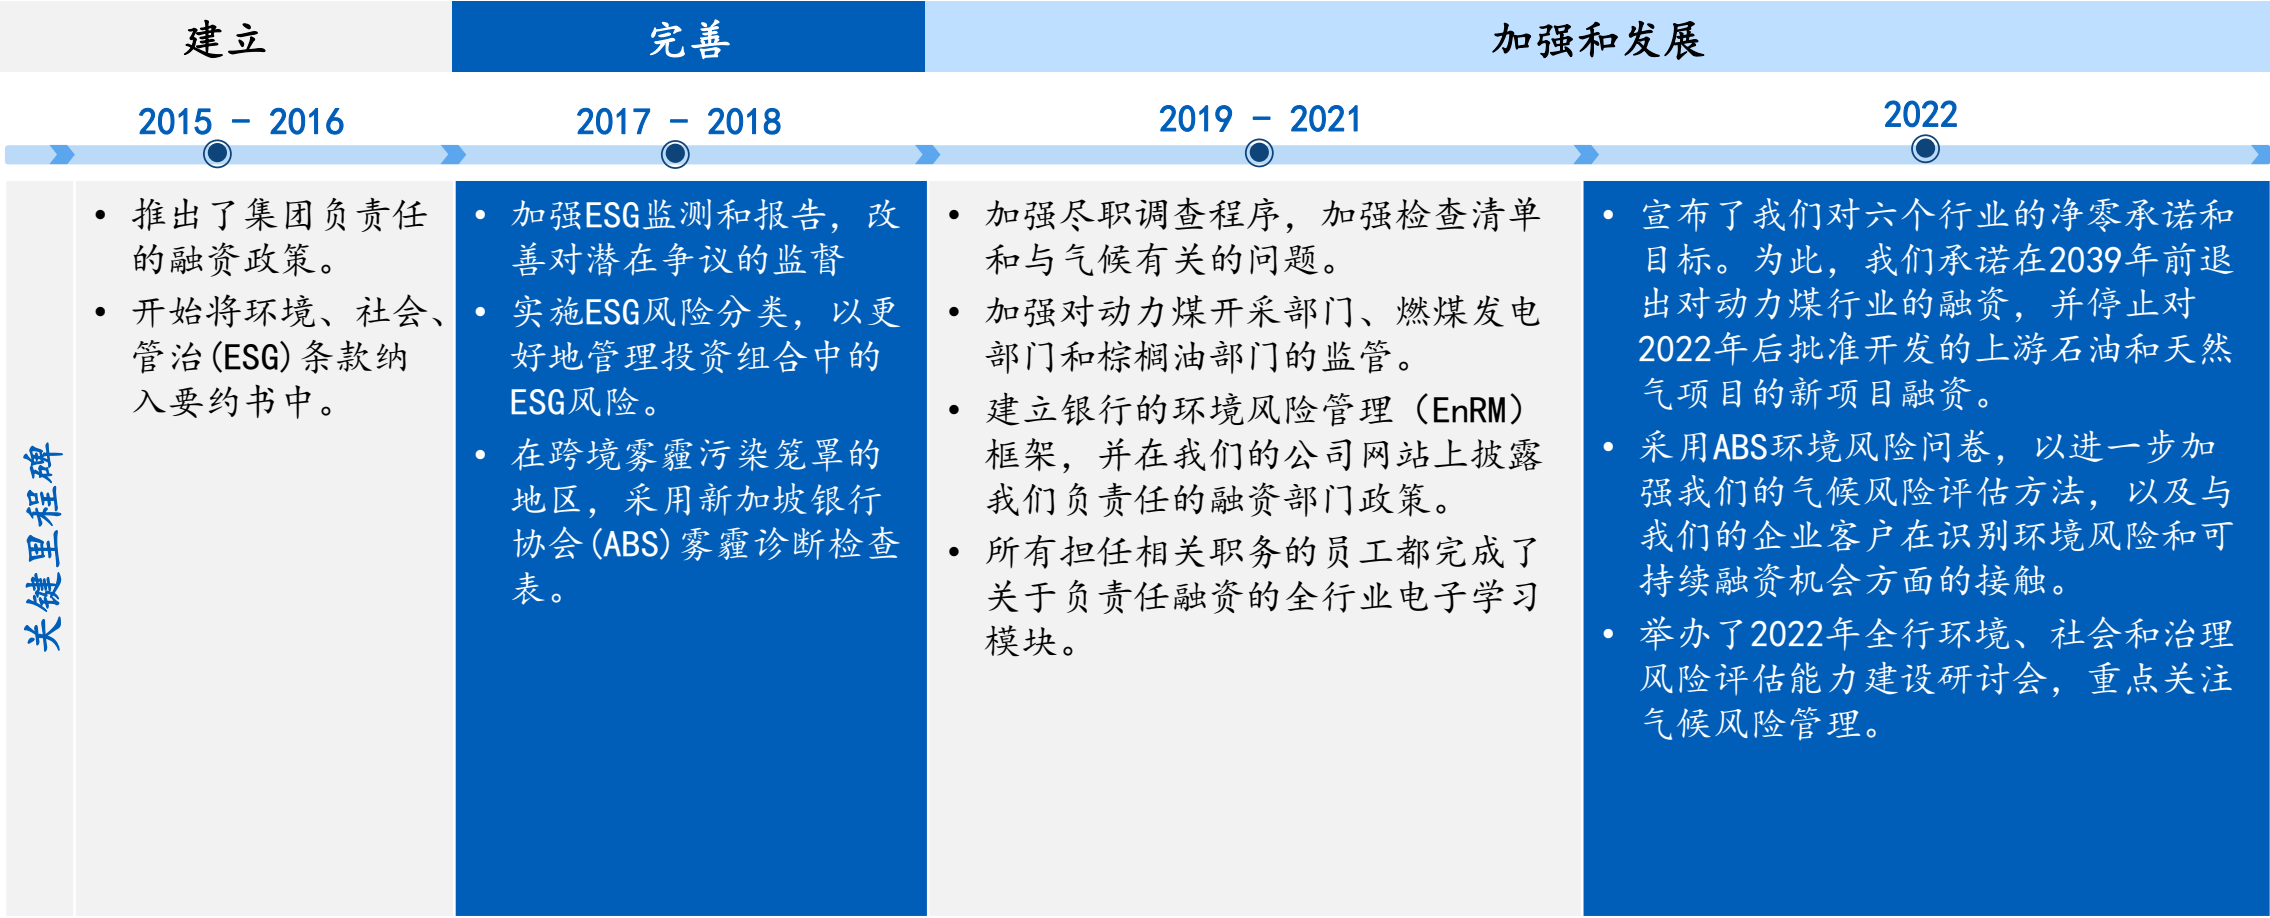 建立
完善
加强和发展
2015 - 2016
2017 - 2018
2019 - 2021
2022
关键里程碑
• 推出了集团负责任
的融资政策。
• 开始将环境、社会、
管治(ESG)条款纳
入要约书中。
• 加强ESG监测和报告，改
善对潜在争议的监督
• 实施ESG风险分类，以更
好地管理投资组合中的
ESG风险。
• 在跨境雾霾污染笼罩的
地区，采用新加坡银行
协会(ABS)雾霾诊断检查
表。
• 加强尽职调查程序，加强检查清单
和与气候有关的问题。
• 加强对动力煤开采部门、燃煤发电
部门和棕榈油部门的监管。
• 建立银行的环境风险管理（EnRM）
框架，并在我们的公司网站上披露
我们负责任的融资部门政策。
• 所有担任相关职务的员工都完成了
关于负责任融资的全行业电子学习
模块。
• 宣布了我们对六个行业的净零承诺和
目标。为此，我们承诺在2039年前退
出对动力煤行业的融资，并停止对
2022年后批准开发的上游石油和天然
气项目的新项目融资。
• 采用ABS环境风险问卷，以进一步加
强我们的气候风险评估方法，以及与
我们的企业客户在识别环境风险和可
持续融资机会方面的接触。
• 举办了2022年全行环境、社会和治理
风险评估能力建设研讨会，重点关注
气候风险管理。